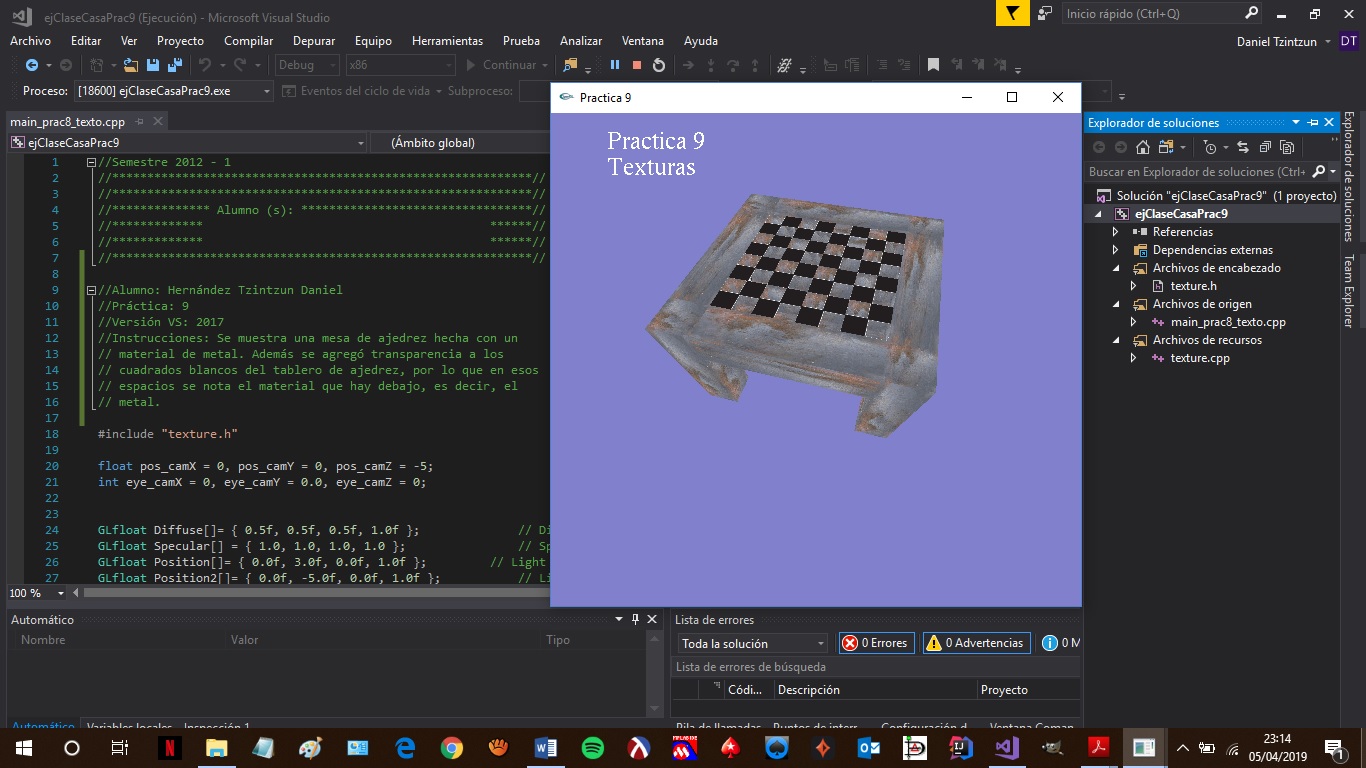 ejClaseCasaPrac9 (Ejecución) - Microsoft Visual Studio
Inicio rápido (Ctrl+Q)
Archivo Editar Ver Proyecto Compilar Depurar Equipo Herramientas Prueba Analizar Ventana Ayuda
Daniel Tzintzun DT
Debug x86 Continuar
Proceso: [18600] ejClaseCasaPrac9.exe Eventos del ciclo de vida Subproceso:
main_prac8_texto.cpp
ejClaseCasaPrac9 (Ámbito global)
1 //Semestre 2012 - 1
2 //************************************************************//
3 //************************************************************//
4 //************** Alumno (s): *********************************//
5 //************* ******//
6 //************* ******//
7 //************************************************************//
8
9 //Alumno: Hernández Tzintzun Daniel
10 //Práctica: 9
11 //Versión VS: 2017
12 //Instrucciones: Se muestra una mesa de ajedrez hecha con un
13 // material de metal. Además se agregó transparencia a los
14 // cuadrados blancos del tablero de ajedrez, por lo que en esos
15 // espacios se nota el material que hay debajo, es decir, el
16 // metal.
17
18 #include "texture.h"
19
20 float pos_camX = 0, pos_camY = 0, pos_camZ = -5;
21 int eye_camX = 0, eye_camY = 0.0, eye_camZ = 0;
22
23
24 GLfloat Diffuse[]= { 0.5f, 0.5f, 0.5f, 1.0f }; // Di
25 GLfloat Specular[] = { 1.0, 1.0, 1.0, 1.0 }; // Sp
26 GLfloat Position[]= { 0.0f, 3.0f, 0.0f, 1.0f }; // Light
27 GLfloat Position2[]= { 0.0f, -5.0f, 0.0f, 1.0f }; // Li
100 %
Practica 9
Practica 9
Texturas
Explorador de soluciones
Buscar en Explorador de soluciones (Ctrl+
Solución "ejClaseCasaPrac9" (1 proyecto)
ejClaseCasaPrac9
Referencias
Dependencias externas
Archivos de encabezado
texture.h
Archivos de origen
main_prac8_texto.cpp
Archivos de recursos
texture.cpp
Explorador de soluciones
Team Explorer
Automático
Nombre Valor Tipo
Automático Variables locales Inspección 1
Lista de errores
Toda la solución 0 Errores 0 Advertencias 0 M
Lista de errores de búsqueda
Códi... Descripción Proyecto
Pila de llamadas Puntos de interr... Configuración d... Ventana Coman...
23:14
05/04/2019
1